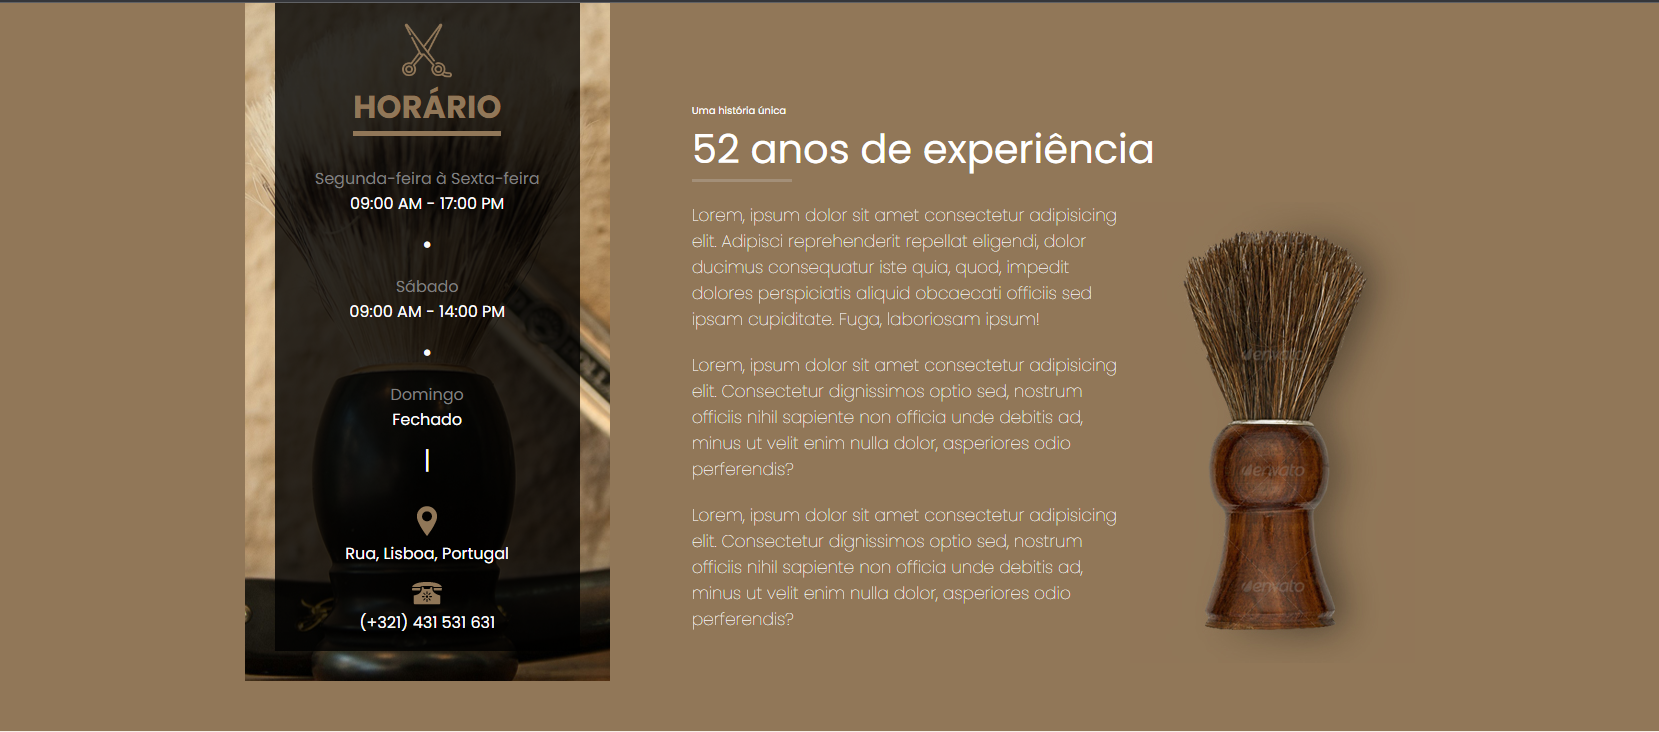 HORÁRIO
Segunda-feira à Sexta-feira
09:00 AM - 17:00 PM
•
Sábado
09:00 AM - 14:00 PM
•
Domingo
Fechado
|
Rua, Lisboa, Portugal
(+321) 431 531 631
Uma história única
52 anos de experiência
Lorem, ipsum dolor sit amet consectetur adipisicing
elit. Adipisci reprehenderit repellat eligendi, dolor
ducimus consequatur iste quia, quod, impedit
dolores perspiciatis aliquid obcaecati officiis sed
ipsam cupiditate. Fuga, laboriosam ipsum!
Lorem, ipsum dolor sit amet consectetur adipisicing
elit. Consectetur dignissimos optio sed, nostrum
officiis nihil sapiente non officia unde debitis ad,
minus ut velit enim nulla dolor, asperiores odio
perferendis?
Lorem, ipsum dolor sit amet consectetur adipisicing
elit. Consectetur dignissimos optio sed, nostrum
officiis nihil sapiente non officia unde debitis ad,
minus ut velit enim nulla dolor, asperiores odio
perferendis?
envato
envato
envato